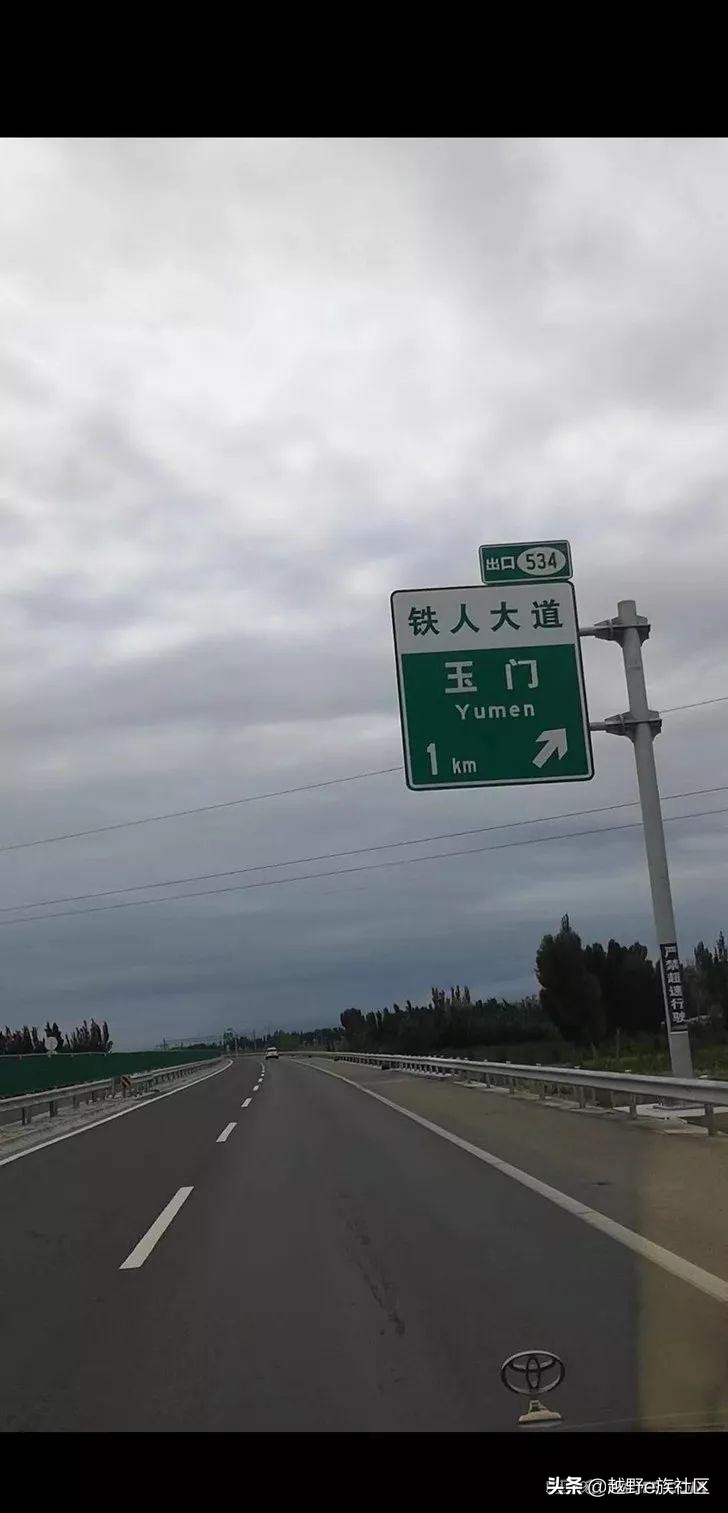 出口 534
铁人大道
玉门
Yumen
1 km
严禁超速行驶
头条 @越野e族社区